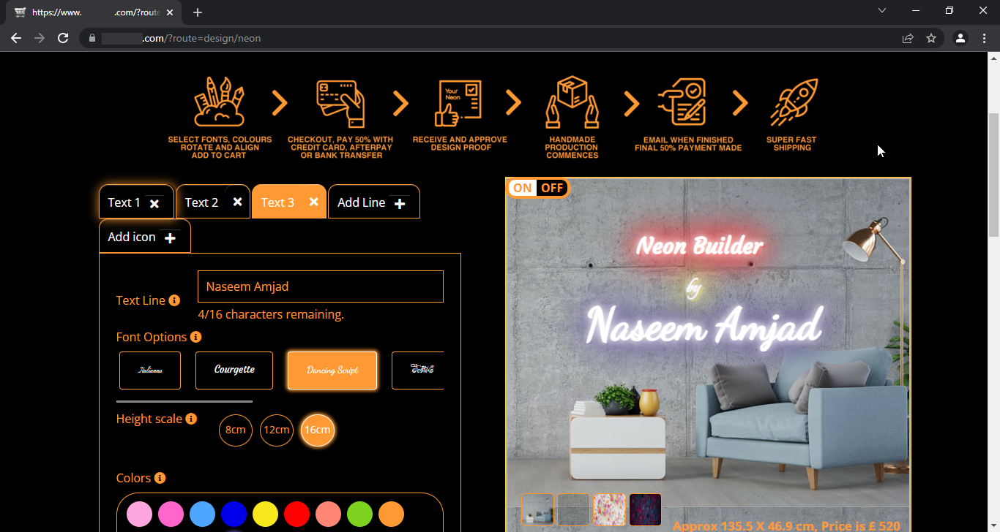 https://www. .com/?route
.com/?route=design/neon
Your
Neon
SELECT FONTS, COLOURS
ROTATE AND ALIGN
ADD TO CART
CHECKOUT, PAY 50% WITH
CREDIT CARD, AFTERPAY
OR BANK TRANSFER
RECEIVE AND APPROVE
DESIGN PROOF
HANDMADE
PRODUCTION
COMMENCES
EMAIL WHEN FINISHED
FINAL 50% PAYMENT MADE
SUPER FAST
SHIPPING
Text 1
Text 2
Text 3
Add Line
Add icon
Text Line
Naseem Amjad
4/16 characters remaining.
Font Options
Italianna
Courgette
Dancing Script
Height scale
8cm
12cm
16cm
Colors
ON OFF
Neon Builder
by
Naseem Amjad
Approx 135.5 X 46.9 cm, Price is £ 520